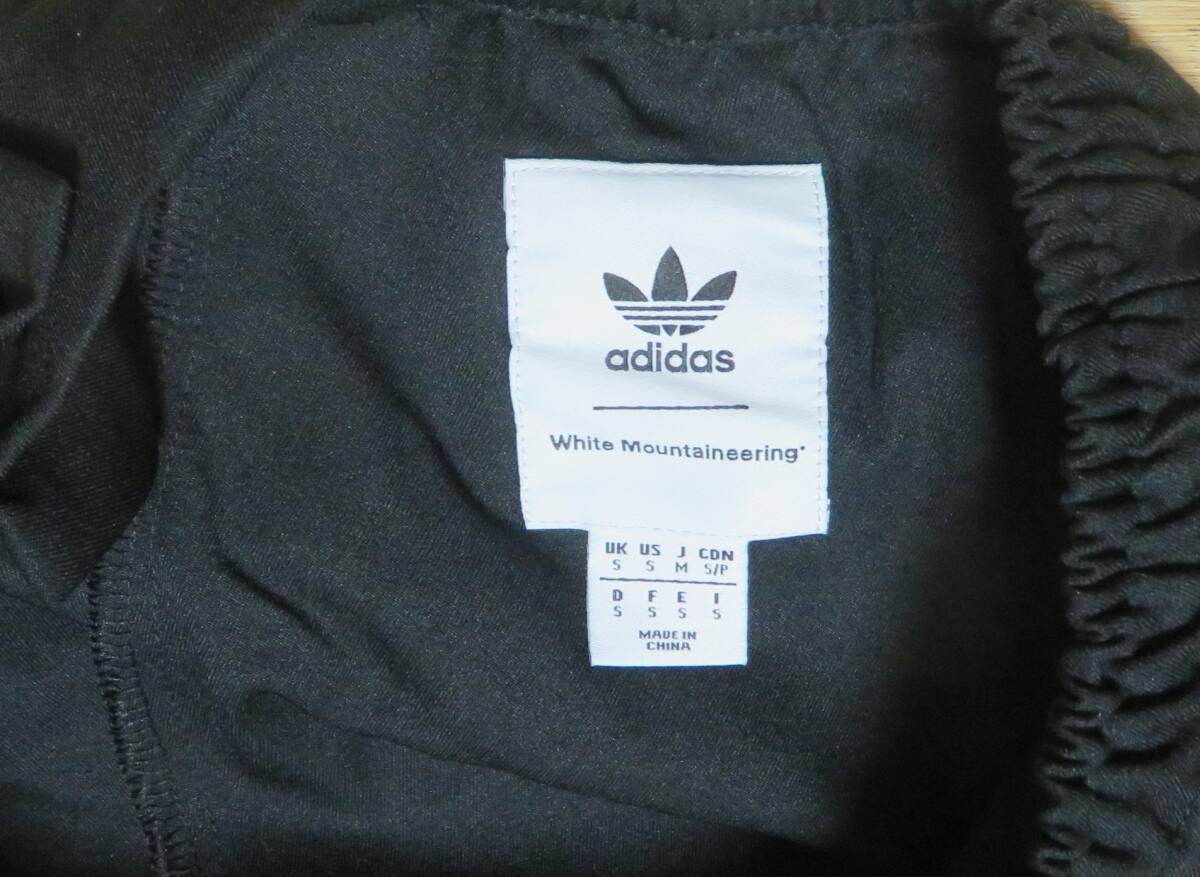 adidas
White Mountaineering®
UK US J CDN
S S M S/P
D F E I
S S S S
MADE IN
CHINA